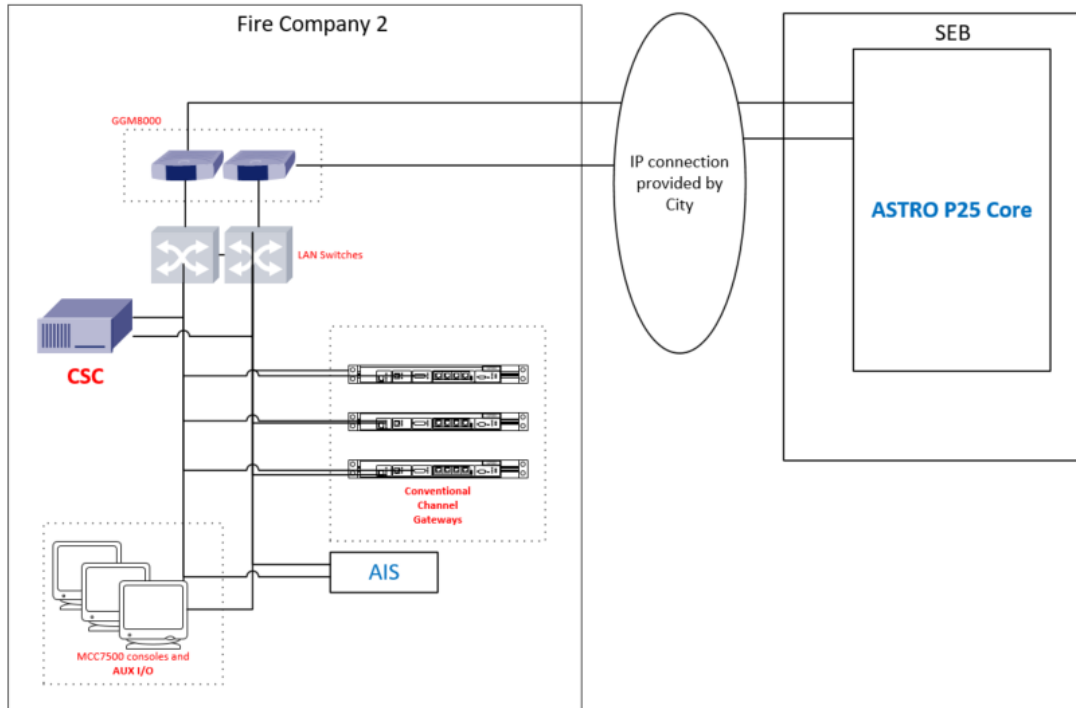 Fire Company 2
SEB
GGM8000
IP connection
provided by
City
ASTRO P25 Core
LAN Switches
CSC
Conventional
Channel
Gateways
AIS
MCC7500 consoles and
AUX I/O